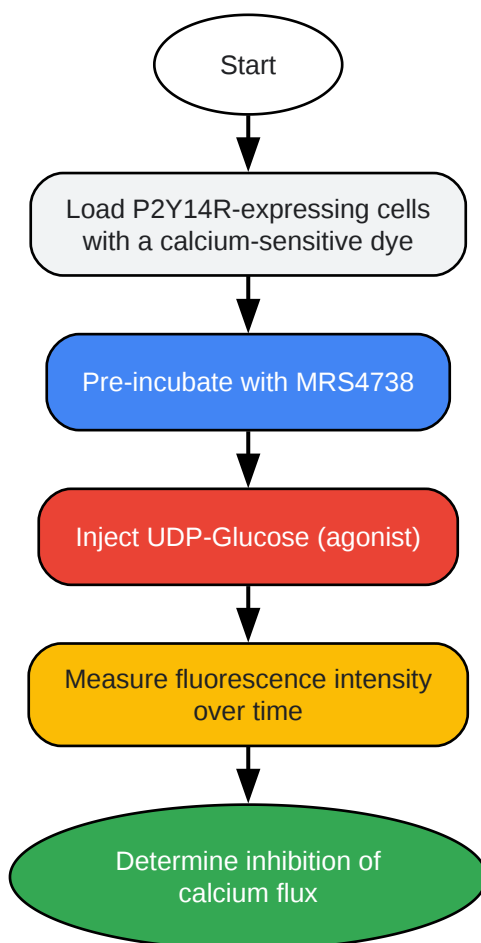 Start
Load P2Y14R-expressing cells
with a calcium-sensitive dye
Pre-incubate with MRS4738
Inject UDP-Glucose (agonist)
Measure fluorescence intensity
over time
Determine inhibition of
calcium flux